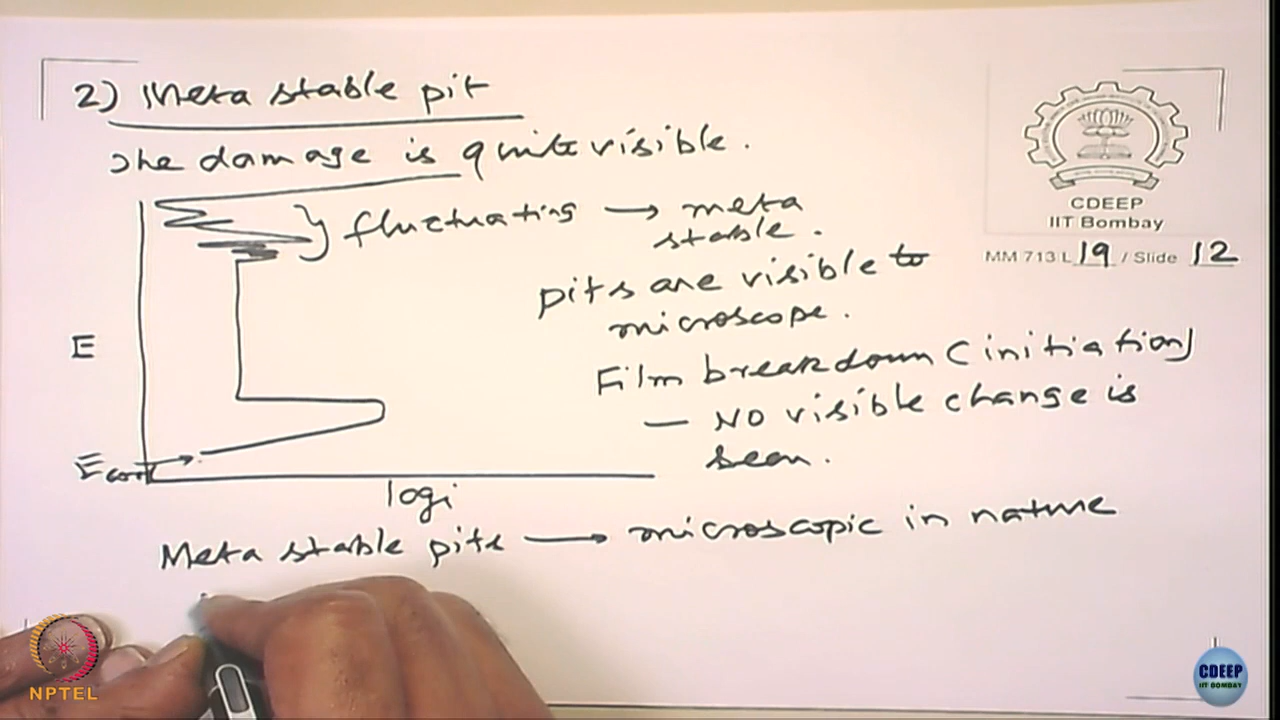 2) Meta stable pit
The damage is quite visible.
} fluctuating → meta
stable.
pits are visible to
microscope.
Film breakdown (initiation)
— NO visible change is
seen.
E
Ecorr
log i
Meta stable pits → microscopic in nature
CDEEP
IIT Bombay
MM 713 L 19 / Slide 12
NPTEL
CDEEP
IIT BOMBAY